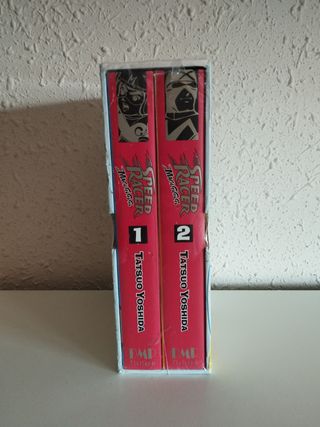 SPEED
RACER
MACH GO GO GO
1
TATSUO YOSHIDA
DMP
SPEED
RACER
MACH GO GO GO
2
TATSUO YOSHIDA
DMP